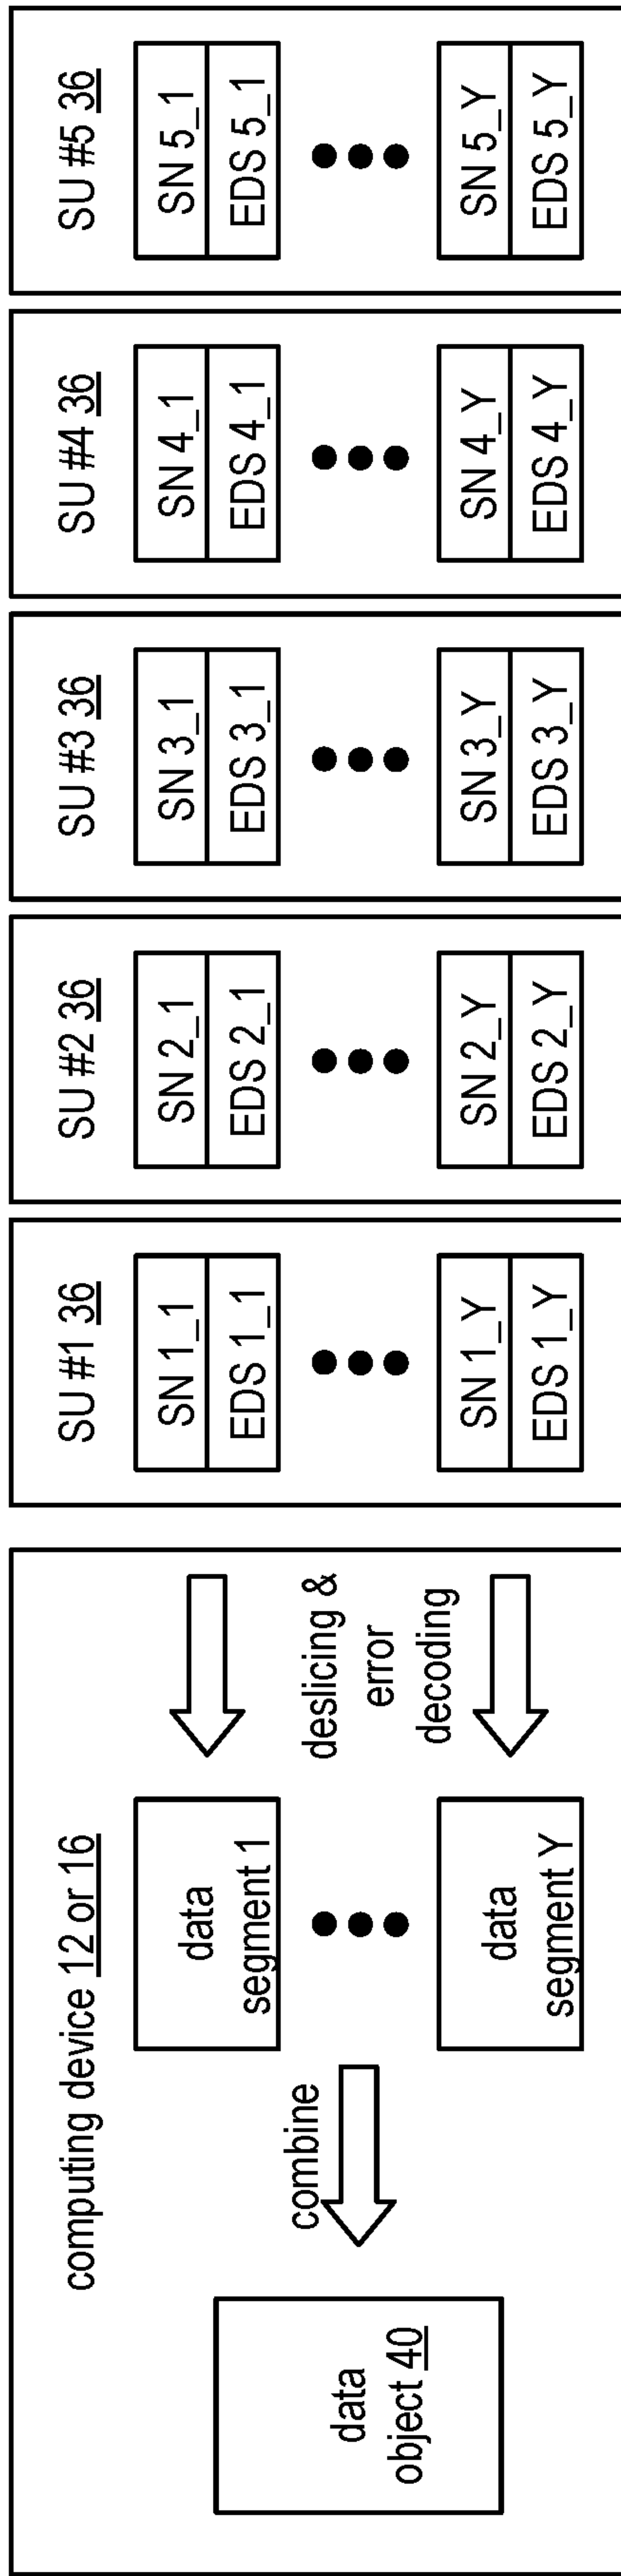 computing device 12 or 16
data
object 40
combine
data
segment 1
data
segment Y
deslicing &
error
decoding
SU #1 36
SN 1_1
EDS 1_1
SN 1_Y
EDS 1_Y
SU #2 36
SN 2_1
EDS 2_1
SN 2_Y
EDS 2_Y
SU #3 36
SN 3_1
EDS 3_1
SN 3_Y
EDS 3_Y
SU #4 36
SN 4_1
EDS 4_1
SN 4_Y
EDS 4_Y
SU #5 36
SN 5_1
EDS 5_1
SN 5_Y
EDS 5_Y